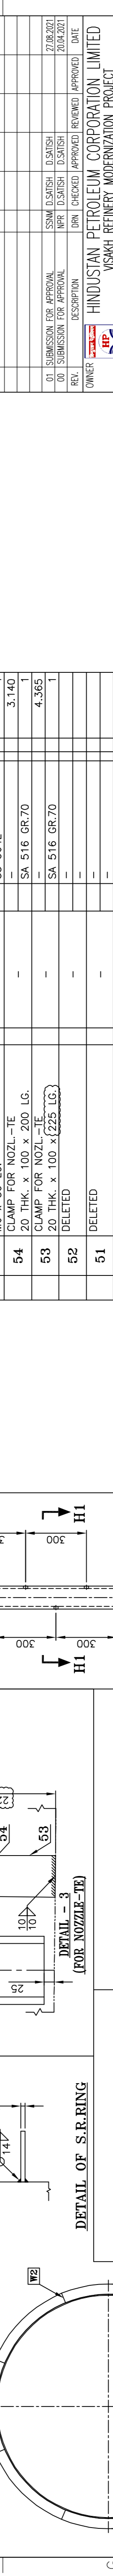 01 SUBMISSION FOR APPROVAL SSNM D.SATISH D.SATISH 27.08.2021
00 SUBMISSION FOR APPROVAL NPR D.SATISH D.SATISH 20.04.2021
REV. DESCRIPTION DRN CHECKED APPROVED REVIEWED APPROVED DATE
OWNER
HP
HINDUSTAN PETROLEUM CORPORATION LIMITED
VISAKH REFINERY MODERNIZATION PROJECT
54 CLAMP FOR NOZL.-TE - - 3.140
20 THK. x 100 x 200 LG. SA 516 GR.70 1
53 CLAMP FOR NOZL.-TE - - 4.365
20 THK. x 100 x 225 LG. SA 516 GR.70 1
52 DELETED - - -
51 DELETED - -
300
300
300
300
H1
H1
54
53
10
10
25
DETAIL - 3
(FOR NOZZLE-TE)
14
DETAIL OF S.R.RING
W2